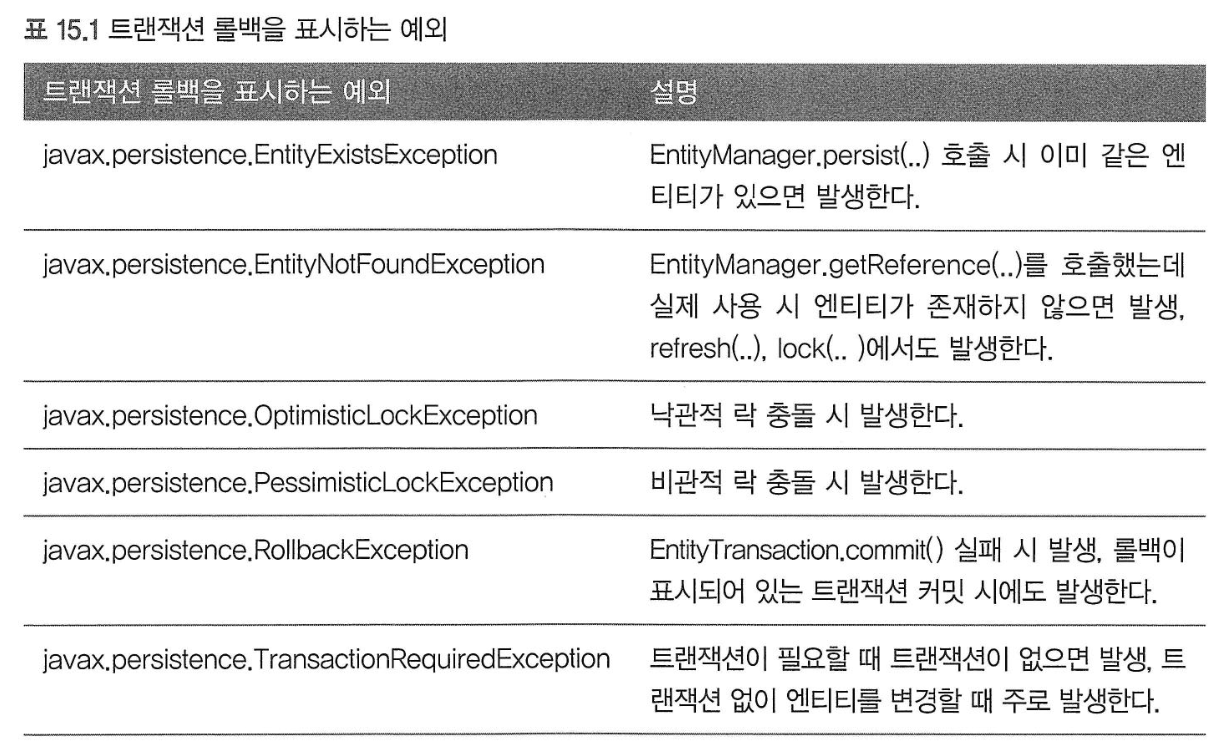 표 15.1 트랜잭션 롤백을 표시하는 예외
트랜잭션 롤백을 표시하는 예외 설명
javax.persistence.EntityExistsException EntityManager.persist(..) 호출 시 이미 같은 엔
티티가 있으면 발생한다.
javax.persistence.EntityNotFoundException EntityManager.getReference(..)를 호출했는데
실제 사용 시 엔티티가 존재하지 않으면 발생,
refresh(..), lock(.. )에서도 발생한다.
javax.persistence.OptimisticLockException 낙관적 락 충돌 시 발생한다.
javax.persistence.PessimisticLockException 비관적 락 충돌 시 발생한다.
javax.persistence.RollbackException EntityTransaction.commit() 실패 시 발생, 롤백이
표시되어 있는 트랜잭션 커밋 시에도 발생한다.
javax.persistence.TransactionRequiredException 트랜잭션이 필요할 때 트랜잭션이 없으면 발생, 트
랜잭션 없이 엔티티를 변경할 때 주로 발생한다.